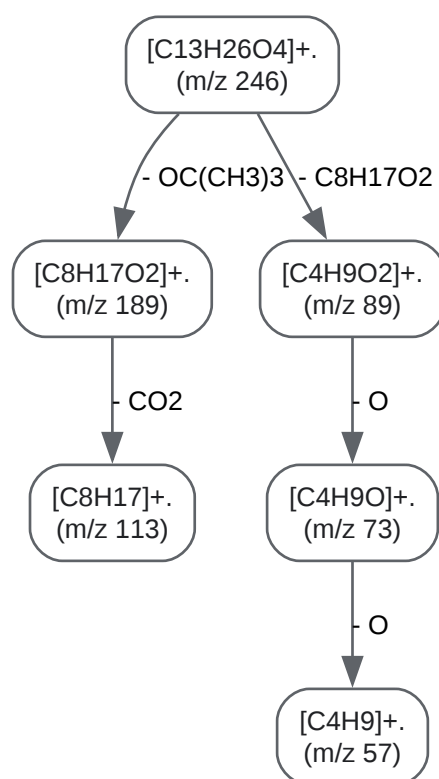 [C13H26O4]+.
(m/z 246)
- OC(CH3)3
- C8H17O2
[C8H17O2]+.
(m/z 189)
[C4H9O2]+.
(m/z 89)
- CO2
- O
[C8H17]+.
(m/z 113)
[C4H9O]+.
(m/z 73)
- O
[C4H9]+.
(m/z 57)